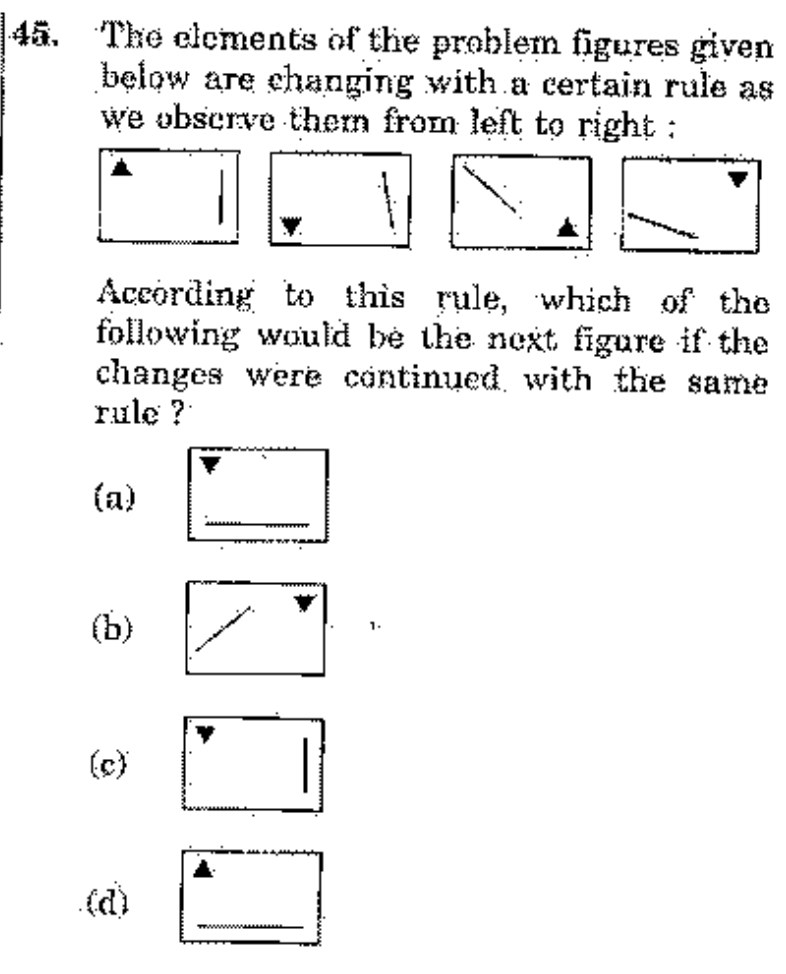 45. The elements of the problem figures given
below are changing with a certain rule as
we observe them from left to right :
According to this rule, which of the
following would be the next figure if the
changes were continued with the same
rule ?
(a)
(b)
(c)
(d)